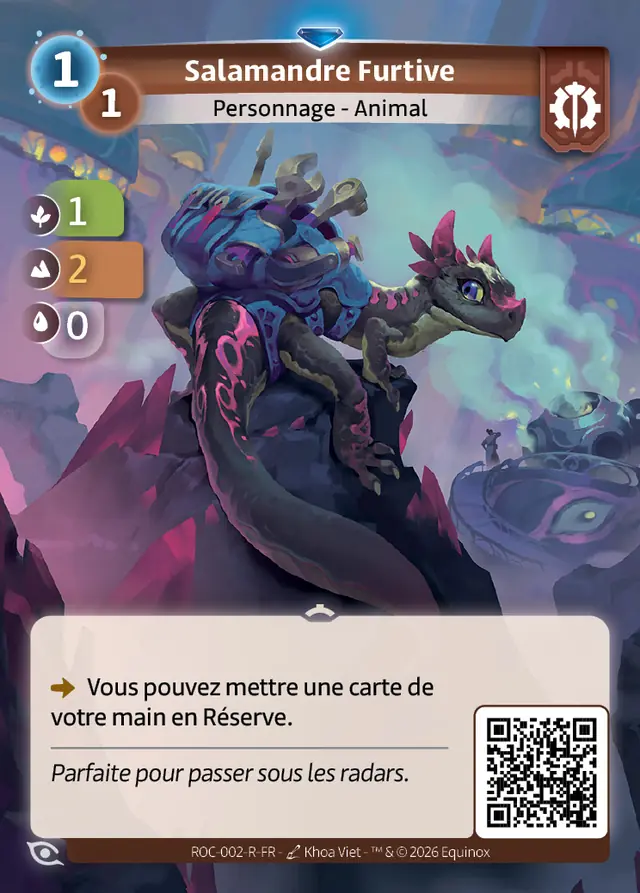 1
Salamandre Furtive
1
Personnage - Animal
1
2
0
Vous pouvez mettre une carte de
votre main en Réserve.
Parfaite pour passer sous les radars.
ROC-002-R-FR - Khoa Viet - ™ & © 2026 Equinox